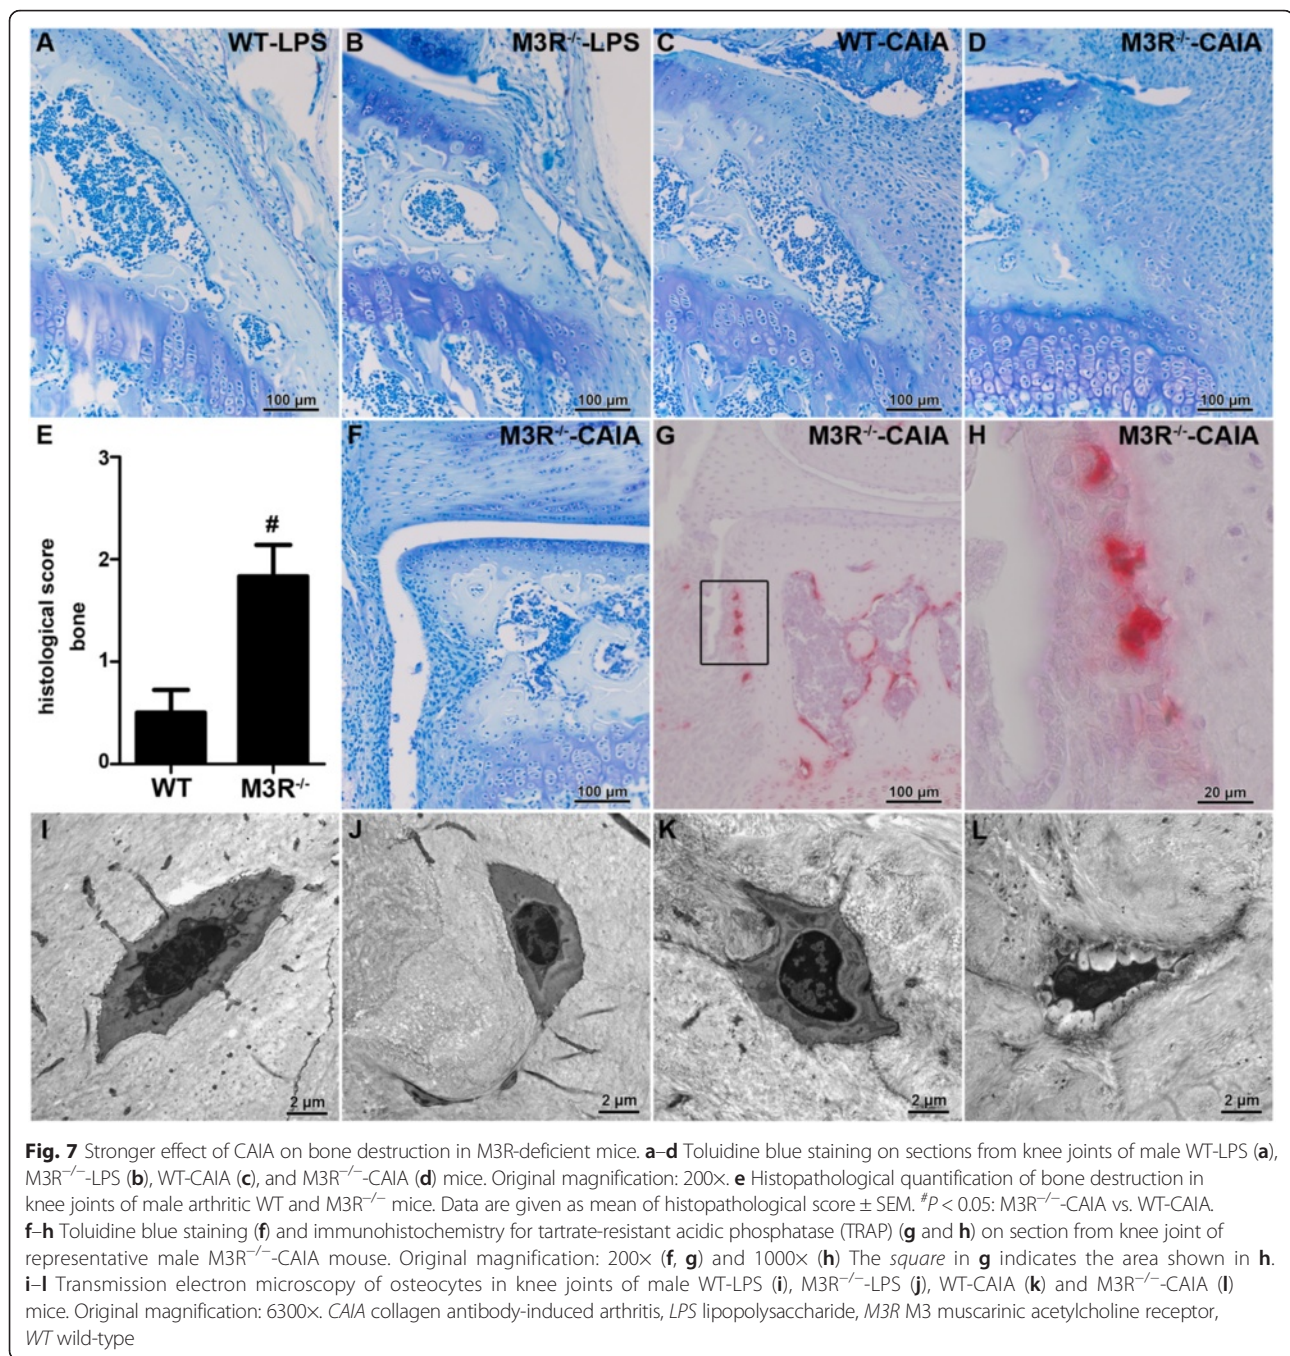 A WT-LPS
B M3R-/--LPS
C WT-CAIA
D M3R-/--CAIA
100 µm
100 µm
100 µm
100 µm
E
histological score
bone
3
2
1
0
#
WT
M3R-/-
F M3R-/--CAIA
G M3R-/--CAIA
H M3R-/--CAIA
100 µm
100 µm
20 µm
I
J
K
L
2 µm
2 µm
2 µm
2 µm
Fig. 7 Stronger effect of CAIA on bone destruction in M3R-deficient mice. a–d Toluidine blue staining on sections from knee joints of male WT-LPS (a),
M3R−/−-LPS (b), WT-CAIA (c), and M3R−/−-CAIA (d) mice. Original magnification: 200×. e Histopathological quantification of bone destruction in
knee joints of male arthritic WT and M3R−/− mice. Data are given as mean of histopathological score ± SEM. #P < 0.05: M3R−/−-CAIA vs. WT-CAIA.
f–h Toluidine blue staining (f) and immunohistochemistry for tartrate-resistant acidic phosphatase (TRAP) (g and h) on section from knee joint of
representative male M3R−/−-CAIA mouse. Original magnification: 200× (f, g) and 1000× (h) The square in g indicates the area shown in h.
i–l Transmission electron microscopy of osteocytes in knee joints of male WT-LPS (i), M3R−/−-LPS (j), WT-CAIA (k) and M3R−/−-CAIA (l)
mice. Original magnification: 6300×. CAIA collagen antibody-induced arthritis, LPS lipopolysaccharide, M3R M3 muscarinic acetylcholine receptor,
WT wild-type